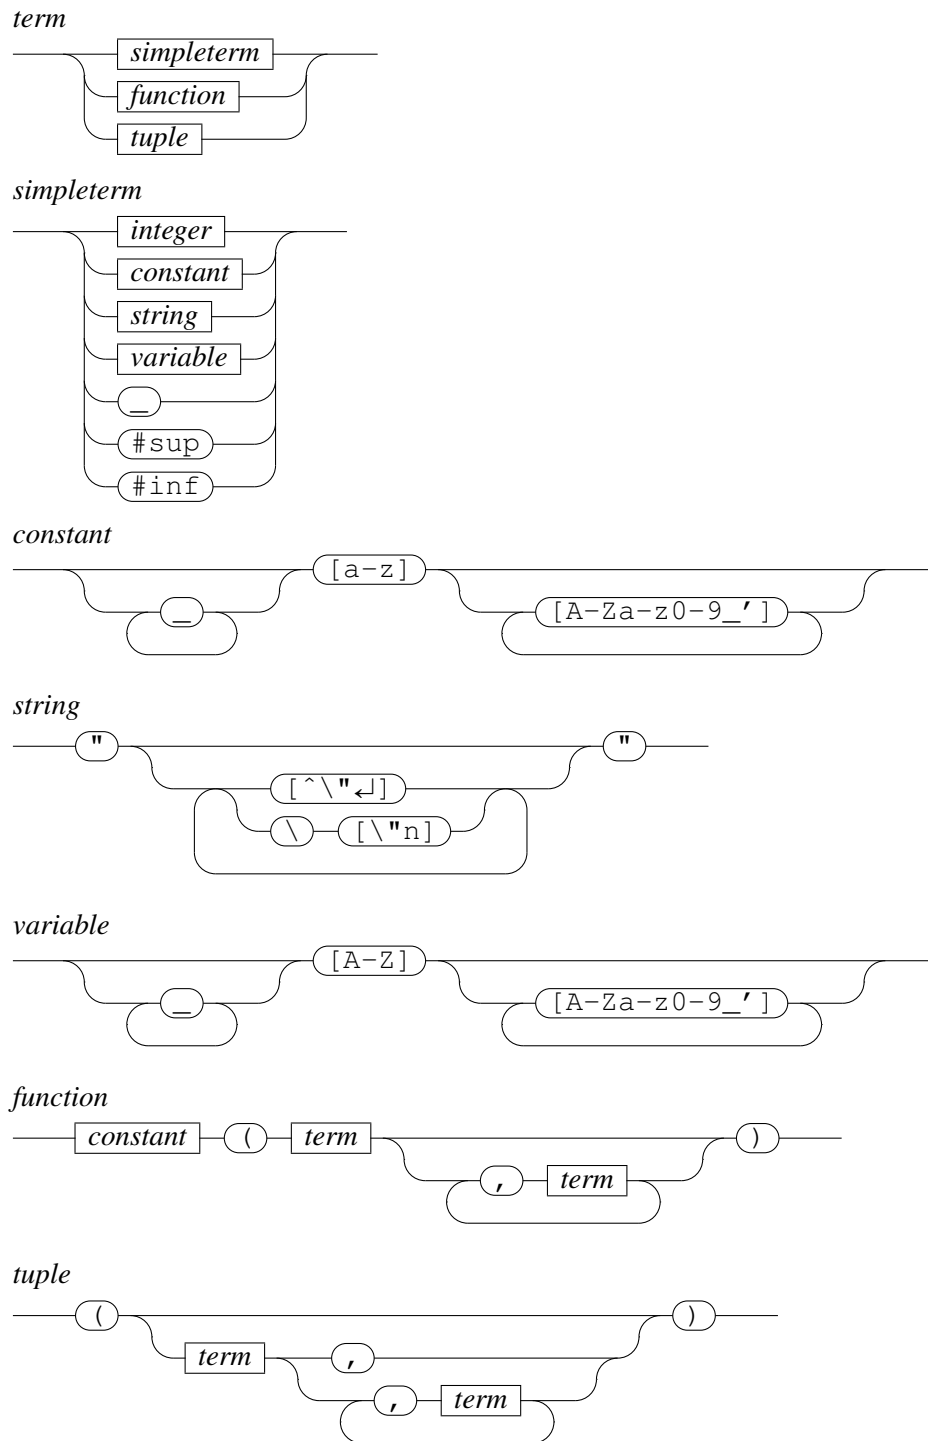 term
simpleterm
function
tuple
simpleterm
integer
constant
string
variable
_
#sup
#inf
constant
[a-z]
_ [A-Za-z0-9_']
string
" "
[^\"↵]
\ [\"n]
variable
[A-Z]
_ [A-Za-z0-9_']
function
constant ( term )
, term
tuple
( )
term ,
, term